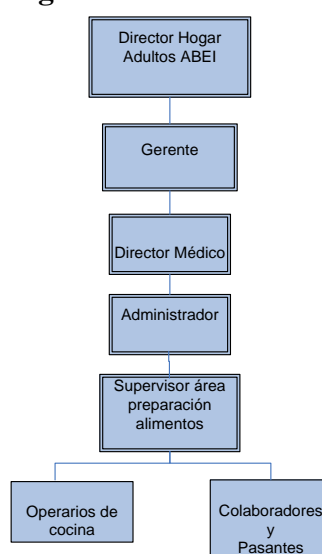 Director Hogar
Adultos ABEI
Gerente
Director Médico
Administrador
Supervisor área
preparación
alimentos
Operarios de
cocina
Colaboradores
y
Pasantes